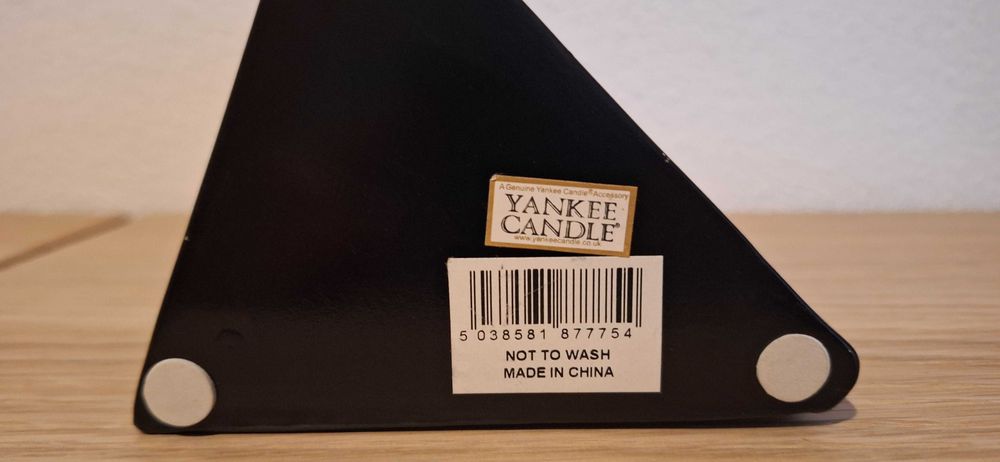 A Genuine Yankee Candle® Accessory
YANKEE
CANDLE®
www.yankeecandle.co.uk
5 038581 877754
NOT TO WASH
MADE IN CHINA